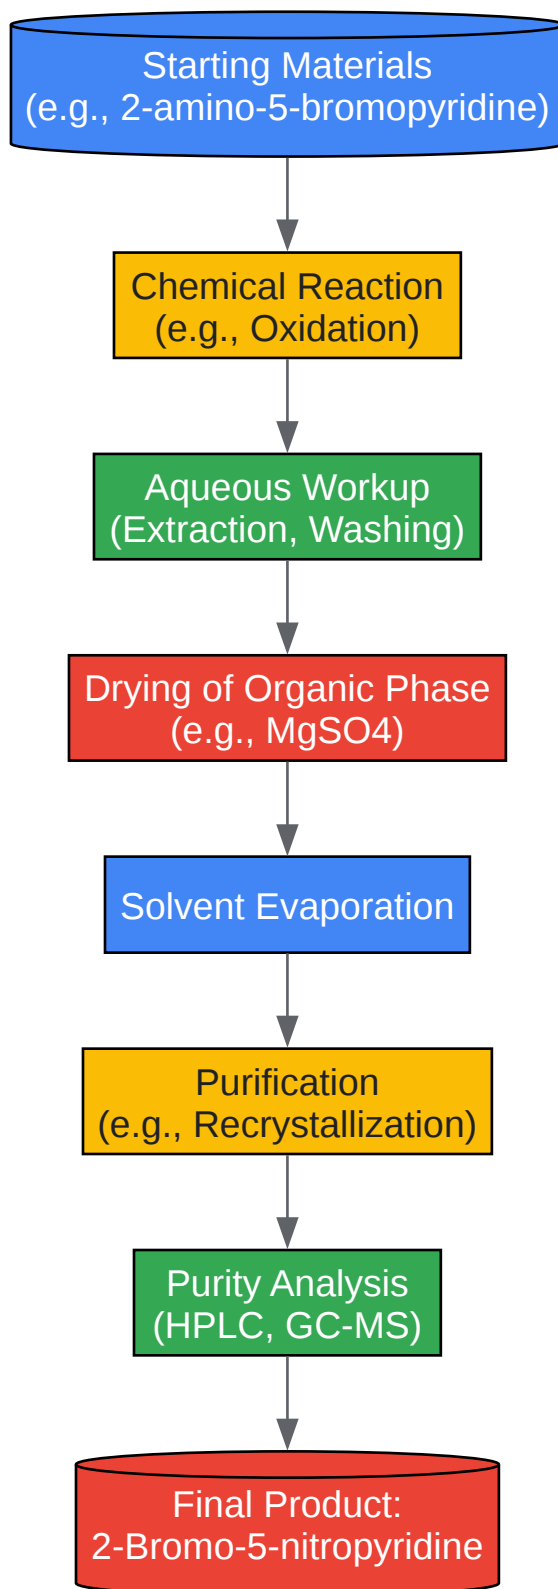 Starting Materials
(e.g., 2-amino-5-bromopyridine)
Chemical Reaction
(e.g., Oxidation)
Aqueous Workup
(Extraction, Washing)
Drying of Organic Phase
(e.g., MgSO4)
Solvent Evaporation
Purification
(e.g., Recrystallization)
Purity Analysis
(HPLC, GC-MS)
Final Product:
2-Bromo-5-nitropyridine